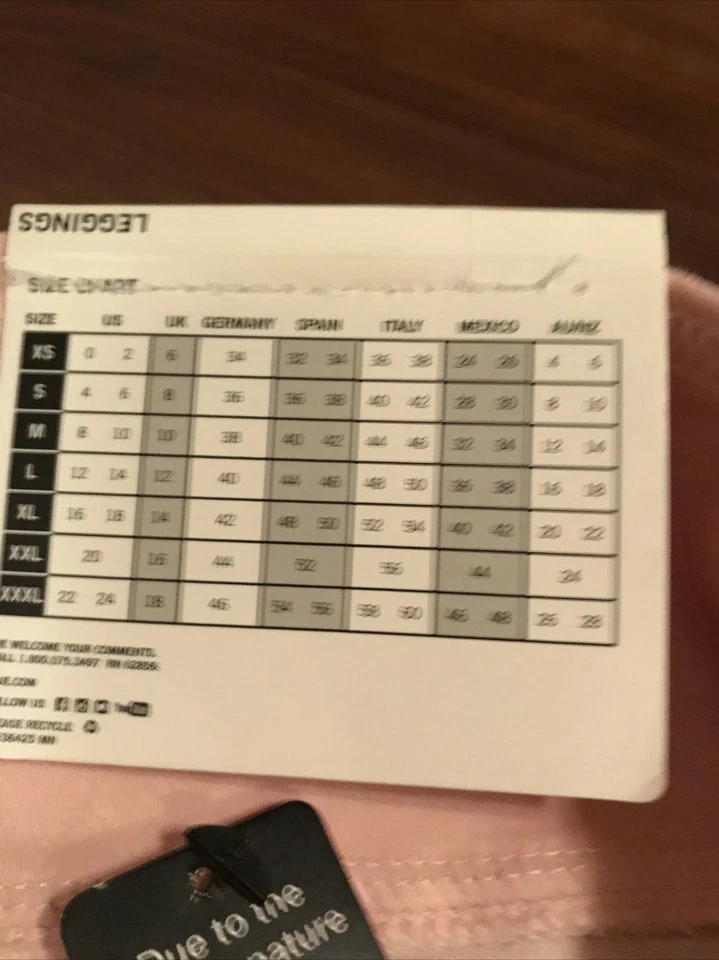 LEGGINGS
SIZE CHART
SIZE US UK GERMANY SPAIN ITALY MEXICO AU/NZ
XS 0 2 6 34 32 34 36 38 24 26 4 6
S 4 6 8 36 36 38 40 42 28 30 8 10
M 8 10 10 38 40 42 44 46 32 34 12 14
L 12 14 12 40 44 46 48 50 36 38 16 18
XL 16 18 14 42 48 50 52 54 40 42 20 22
XXL 20 16 44 52 56 44 24
XXXL 22 24 18 46 54 56 58 60 46 48 26 28
E WELCOME YOUR COMMENTS.
UE.COM
LLOW US YouTube
EASE RECYCLE
Due to the
nature